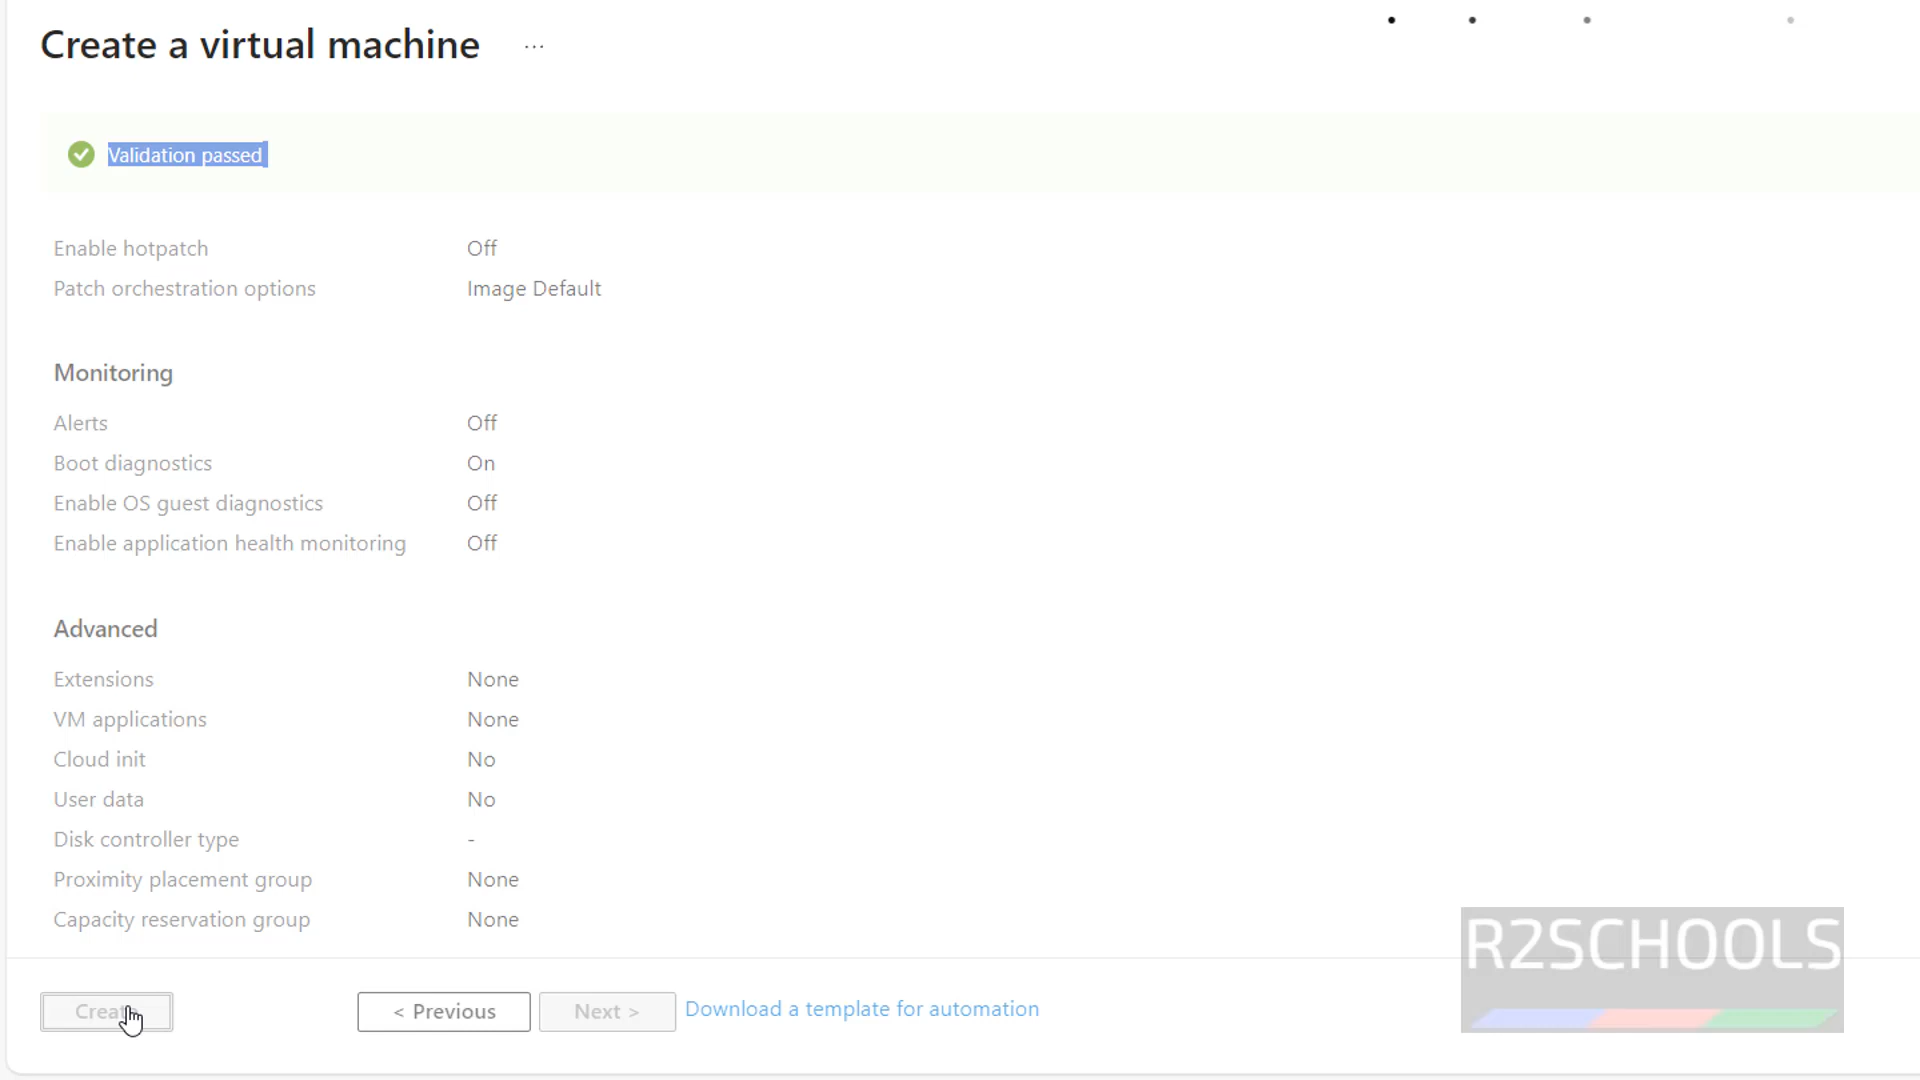 Create a virtual machine ...
Validation passed
Enable hotpatch Off
Patch orchestration options Image Default
Monitoring
Alerts Off
Boot diagnostics On
Enable OS guest diagnostics Off
Enable application health monitoring Off
Advanced
Extensions None
VM applications None
Cloud init No
User data No
Disk controller type -
Proximity placement group None
Capacity reservation group None
Create < Previous Next > Download a template for automation
R2SCHOOLS